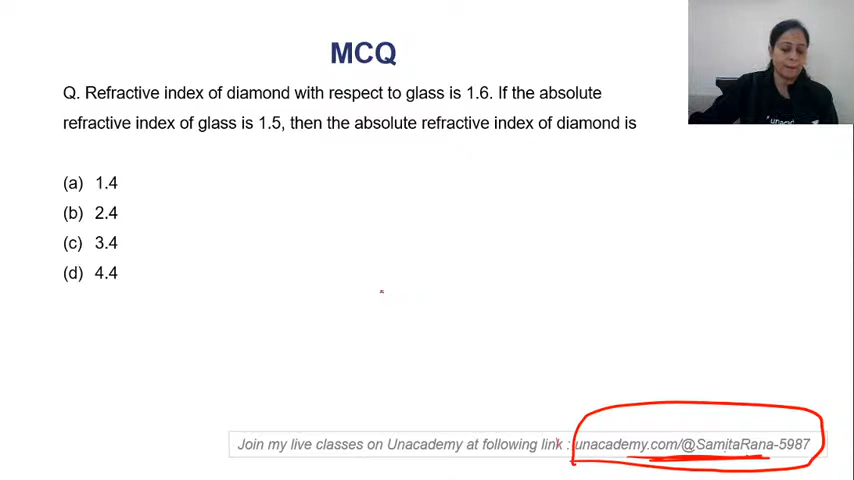 MCQ
Q. Refractive index of diamond with respect to glass is 1.6. If the absolute
refractive index of glass is 1.5, then the absolute refractive index of diamond is
(a) 1.4
(b) 2.4
(c) 3.4
(d) 4.4
Join my live classes on Unacademy at following link : unacademy.com/@SamitaRana-5987